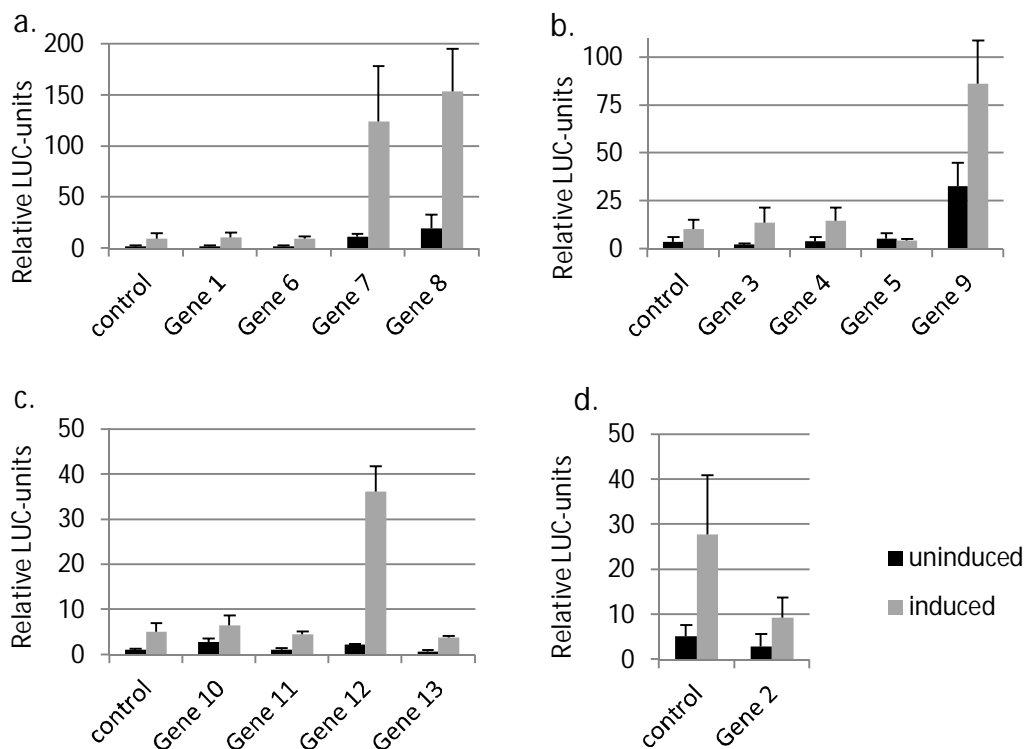 a.
Relative LUC-units
200
150
100
50
0
control
Gene 1
Gene 6
Gene 7
Gene 8
b.
Relative LUC-units
100
75
50
25
0
control
Gene 3
Gene 4
Gene 5
Gene 9
c.
Relative LUC-units
50
40
30
20
10
0
control
Gene 10
Gene 11
Gene 12
Gene 13
d.
Relative LUC-units
50
40
30
20
10
0
control
Gene 2
uninduced
induced